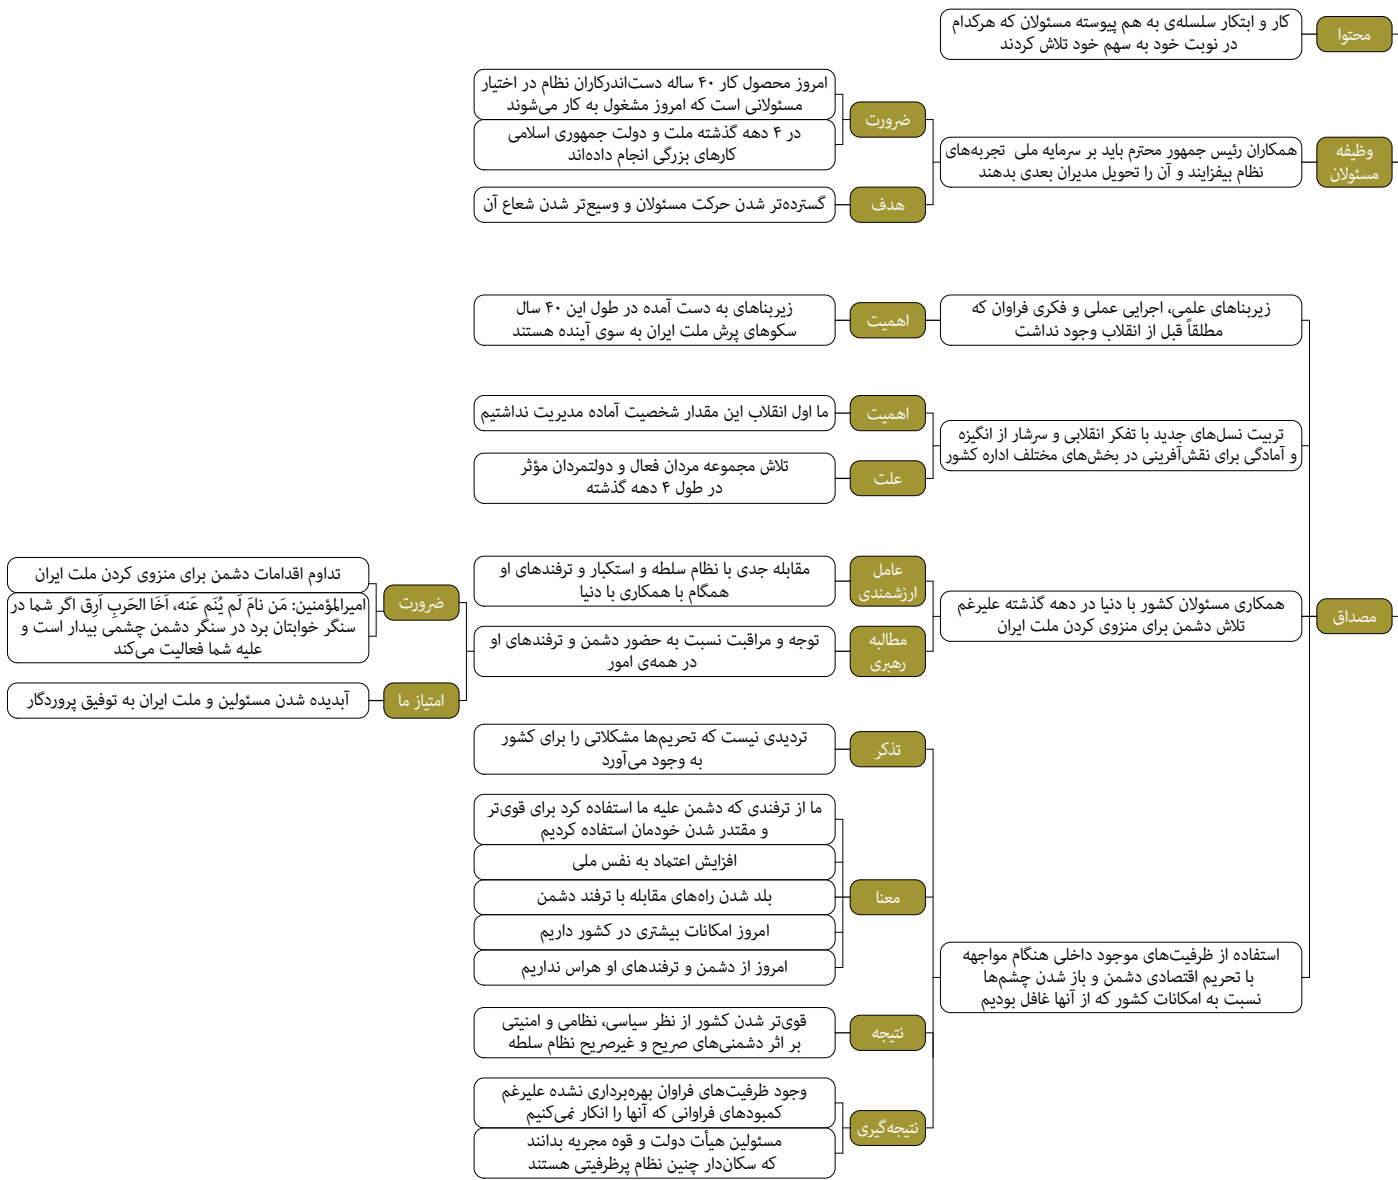 محتوا
کار و ابتکار سلسله‌ی به هم پیوسته مسئولان که هرکدام
در نوبت خود به سهم خود تلاش کردند
وظیفه
مسئولان
همکاران رئیس جمهور محترم باید بر سرمایه ملی تجربه‌های
نظام بیفزایند و آن را تحویل مدیران بعدی بدهند
ضرورت
امروز محصول کار ۴۰ ساله دست‌اندرکاران نظام در اختیار
مسئولانی است که امروز مشغول به کار می‌شوند
در ۴ دهه گذشته ملت و دولت جمهوری اسلامی
کارهای بزرگی انجام داده‌اند
هدف
گسترده‌تر شدن حرکت مسئولان و وسیع‌تر شدن شعاع آن
مصداق
زیربناهای علمی، اجرایی عملی و فکری فراوان که
مطلقاً قبل از انقلاب وجود نداشت
اهمیت
زیربناهای به دست آمده در طول این ۴۰ سال
سکوهای پرش ملت ایران به سوی آینده هستند
تربیت نسل‌های جدید با تفکر انقلابی و سرشار از انگیزه
و آمادگی برای نقش‌آفرینی در بخش‌های مختلف اداره کشور
اهمیت
ما اول انقلاب این مقدار شخصیت آماده مدیریت نداشتیم
علت
تلاش مجموعه مردان فعال و دولتمردان مؤثر
در طول ۴ دهه گذشته
همکاری مسئولان کشور با دنیا در دهه گذشته علیرغم
تلاش دشمن برای منزوی کردن ملت ایران
عامل
ارزشمندی
مقابله جدی با نظام سلطه و استکبار و ترفندهای او
همگام با همکاری با دنیا
مطالبه
رهبری
توجه و مراقبت نسبت به حضور دشمن و ترفندهای او
در همه‌ی امور
ضرورت
تداوم اقدامات دشمن برای منزوی کردن ملت ایران
امیرالمؤمنین: مَن نامَ لَم یُنَم عَنه، اَخَا الحَربِ اَرِق اگر شما در
سنگر خوابتان برد در سنگر دشمن چشمی بیدار است و
علیه شما فعالیت می‌کند
امتیاز ما
آبدیده شدن مسئولین و ملت ایران به توفیق پروردگار
استفاده از ظرفیت‌های موجود داخلی هنگام مواجهه
با تحریم اقتصادی دشمن و باز شدن چشم‌ها
نسبت به امکانات کشور که از آنها غافل بودیم
تذکر
تردیدی نیست که تحریم‌ها مشکلاتی را برای کشور
به وجود می‌آورد
معنا
ما از ترفندی که دشمن علیه ما استفاده کرد برای قوی‌تر
و مقتدر شدن خودمان استفاده کردیم
افزایش اعتماد به نفس ملی
بلد شدن راه‌های مقابله با ترفند دشمن
امروز امکانات بیشتری در کشور داریم
امروز از دشمن و ترفندهای او هراس نداریم
نتیجه
قوی‌تر شدن کشور از نظر سیاسی، نظامی و امنیتی
بر اثر دشمنی‌های صریح و غیرصریح نظام سلطه
نتیجه‌گیری
وجود ظرفیت‌های فراوان بهره‌برداری نشده علیرغم
کمبودهای فراوانی که آنها را انکار نمی‌کنیم
مسئولین هیأت دولت و قوه مجریه بدانند
که سکان‌دار چنین نظام پرظرفیتی هستند